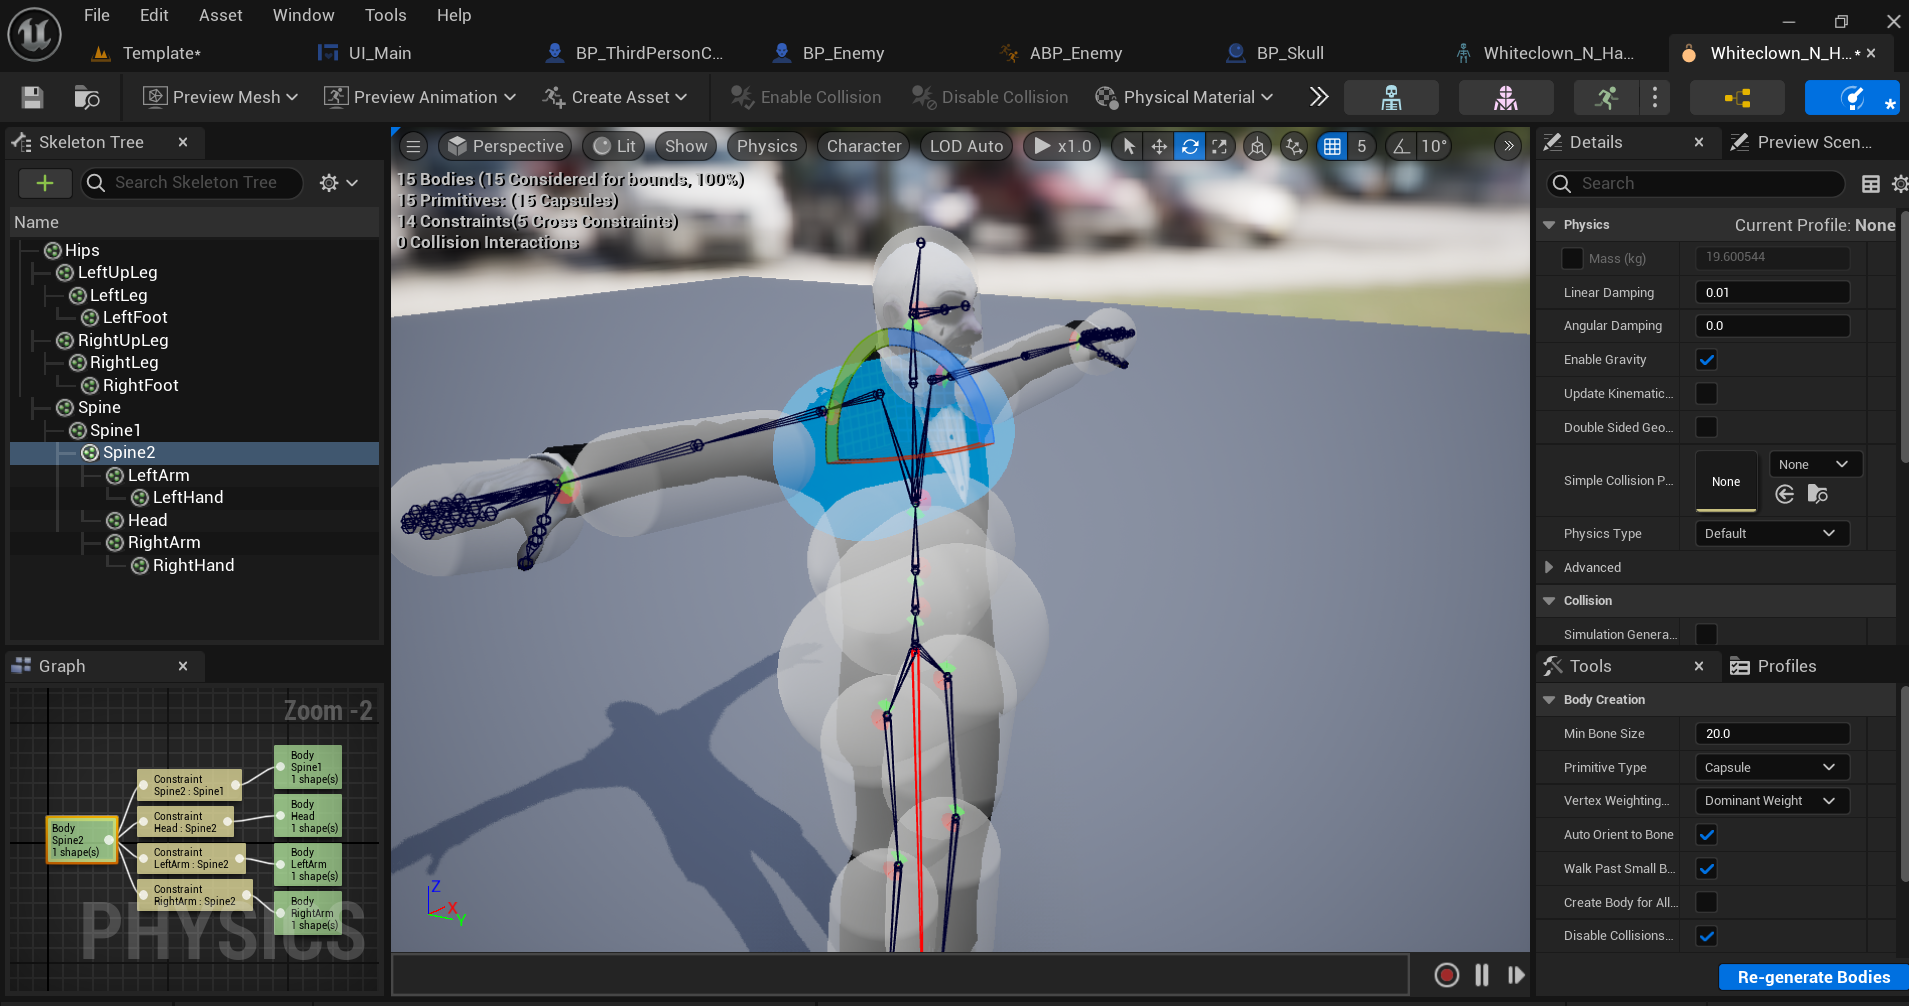 File Edit Asset Window Tools Help
Template* UI_Main BP_ThirdPersonC... BP_Enemy ABP_Enemy BP_Skull Whiteclown_N_Ha... Whiteclown_N_H...*
Preview Mesh Preview Animation Create Asset Enable Collision Disable Collision Physical Material
Skeleton Tree
Search Skeleton Tree
Name
Hips
LeftUpLeg
LeftLeg
LeftFoot
RightUpLeg
RightLeg
RightFoot
Spine
Spine1
Spine2
LeftArm
LeftHand
Head
RightArm
RightHand
Graph
Zoom -2
Body
Spine2
1 shape(s)
Constraint
Spine2 : Spine1
Constraint
Head : Spine2
Constraint
LeftArm : Spine2
Constraint
RightArm : Spine2
Body
Spine1
1 shape(s)
Body
Head
1 shape(s)
Body
LeftArm
1 shape(s)
Body
RightArm
1 shape(s)
PHYSICS
Perspective Lit Show Physics Character LOD Auto x1.0 5 10°
15 Bodies (15 Considered for bounds, 100%)
15 Primitives: (15 Capsules)
14 Constraints(5 Cross Constraints)
0 Collision Interactions
Z
X
Y
Details Preview Scen...
Search
Physics Current Profile: None
Mass (kg) 19.600544
Linear Damping 0.01
Angular Damping 0.0
Enable Gravity
Update Kinematic...
Double Sided Geo...
Simple Collision P... None None
Physics Type Default
Advanced
Collision
Simulation Genera...
Tools Profiles
Body Creation
Min Bone Size 20.0
Primitive Type Capsule
Vertex Weighting... Dominant Weight
Auto Orient to Bone
Walk Past Small B...
Create Body for All...
Disable Collisions...
Re-generate Bodies